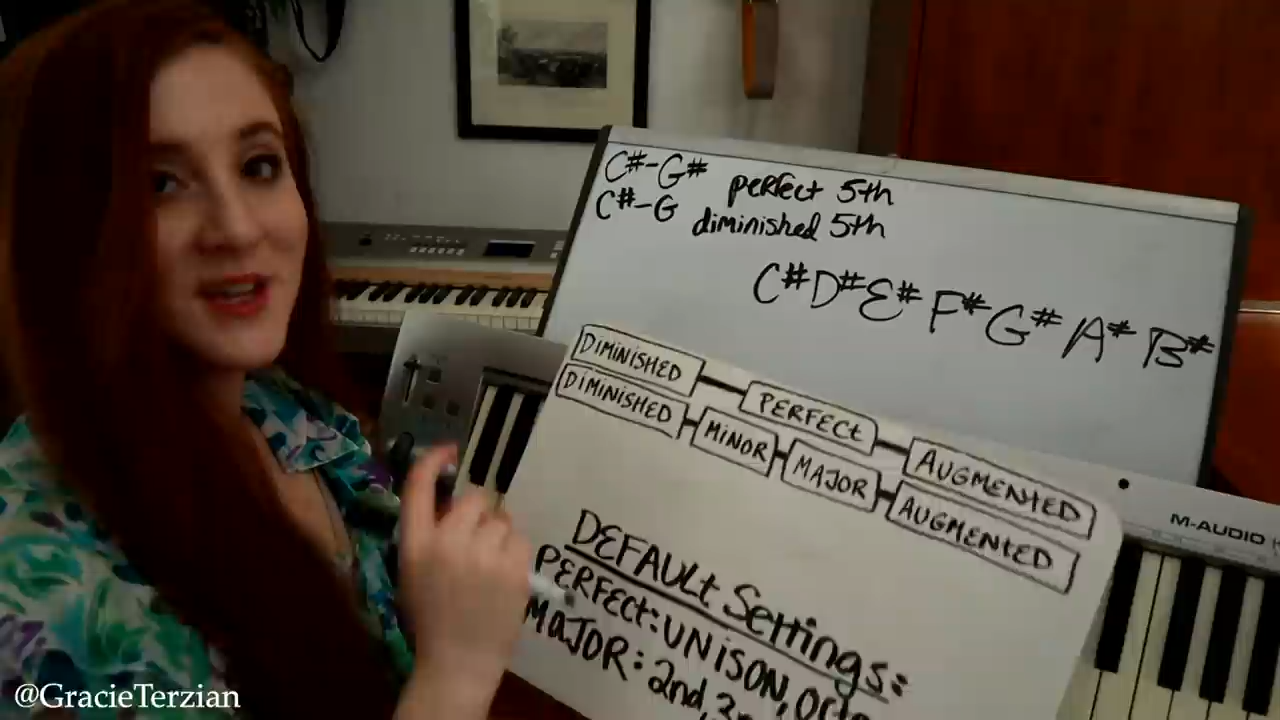 C#-G# perfect 5th
C#-G diminished 5th
C# D# E# F# G# A# B#
DIMINISHED PERFECT AUGMENTED
DIMINISHED MINOR MAJOR AUGMENTED
DEFAULT Settings:
PERFECT: UNISON,
MAJOR: 2nd,
M-AUDIO
@GracieTerzian